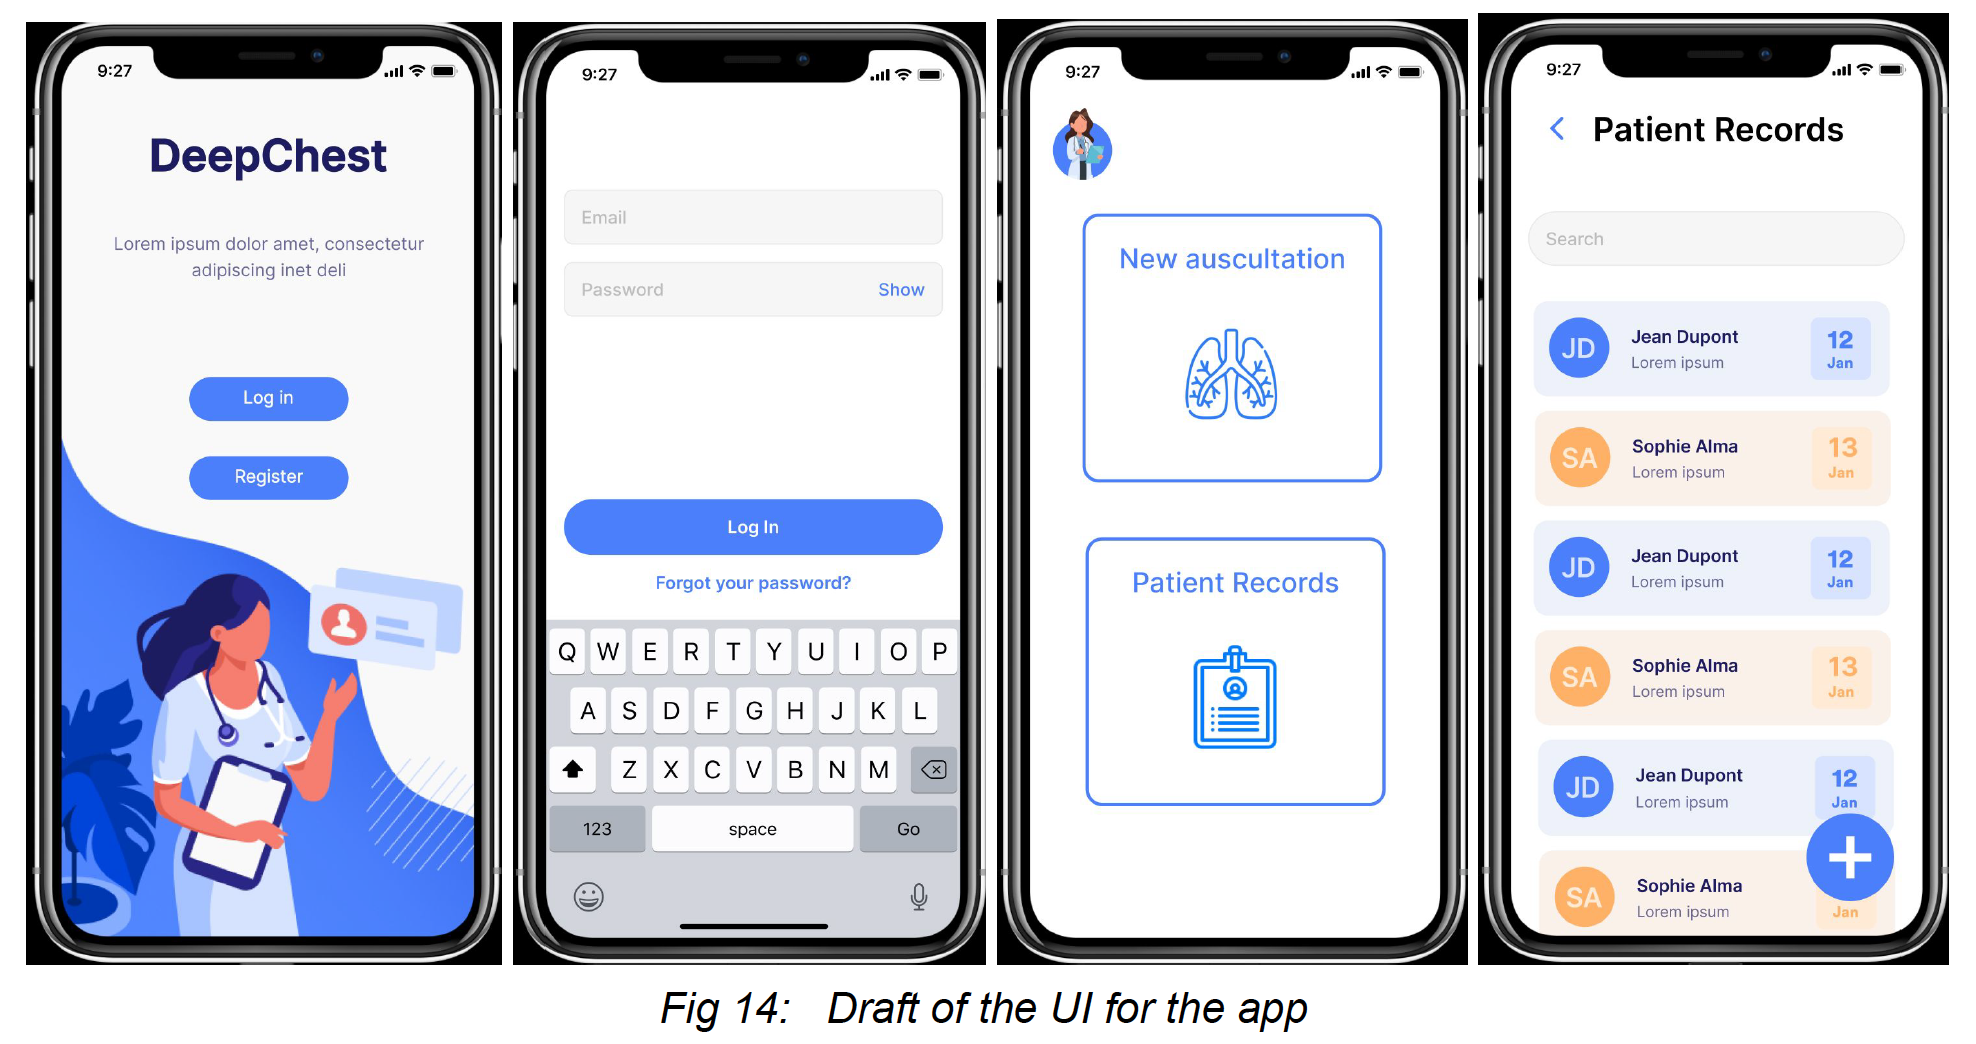 9:27
DeepChest
Lorem ipsum dolor amet, consectetur
adipiscing inet deli
Log in
Register
9:27
Email
Password
Show
Log In
Forgot your password?
Q W E R T Y U I O P
A S D F G H J K L
Z X C V B N M
123
space
Go
9:27
New auscultation
Patient Records
9:27
Patient Records
Search
JD
Jean Dupont
Lorem ipsum
12
Jan
SA
Sophie Alma
Lorem ipsum
13
Jan
JD
Jean Dupont
Lorem ipsum
12
Jan
SA
Sophie Alma
Lorem ipsum
13
Jan
JD
Jean Dupont
Lorem ipsum
12
Jan
SA
Sophie Alma
Lorem ipsum
Jan
Fig 14: Draft of the UI for the app